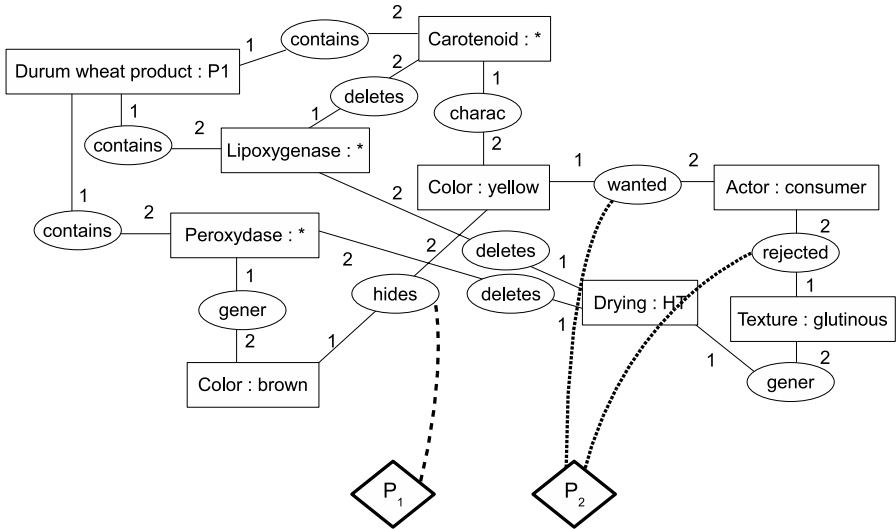 contains
Carotenoid : *
1
2
Durum wheat product : P1
deletes
2
1
1
charac
1
2
contains
2
Lipoxygenase : *
Color : yellow
1
wanted
2
Actor : consumer
1
contains
2
Peroxydase : *
2
2
deletes
2
rejected
1
gener
2
hides
2
deletes
1
Drying : HT
1
Texture : glutinous
1
1
2
Color : brown
1
gener
2
P1
P2